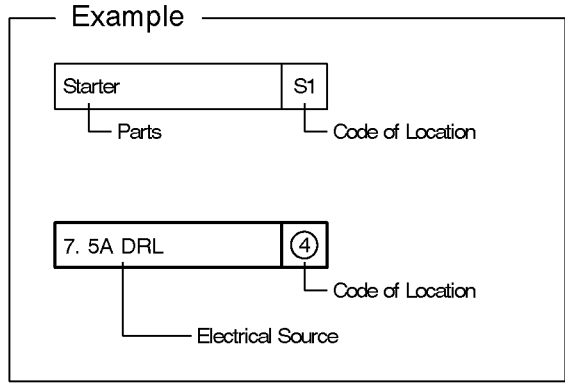 Example
Starter S1
Parts Code of Location
7. 5A DRL 4
Code of Location
Electrical Source